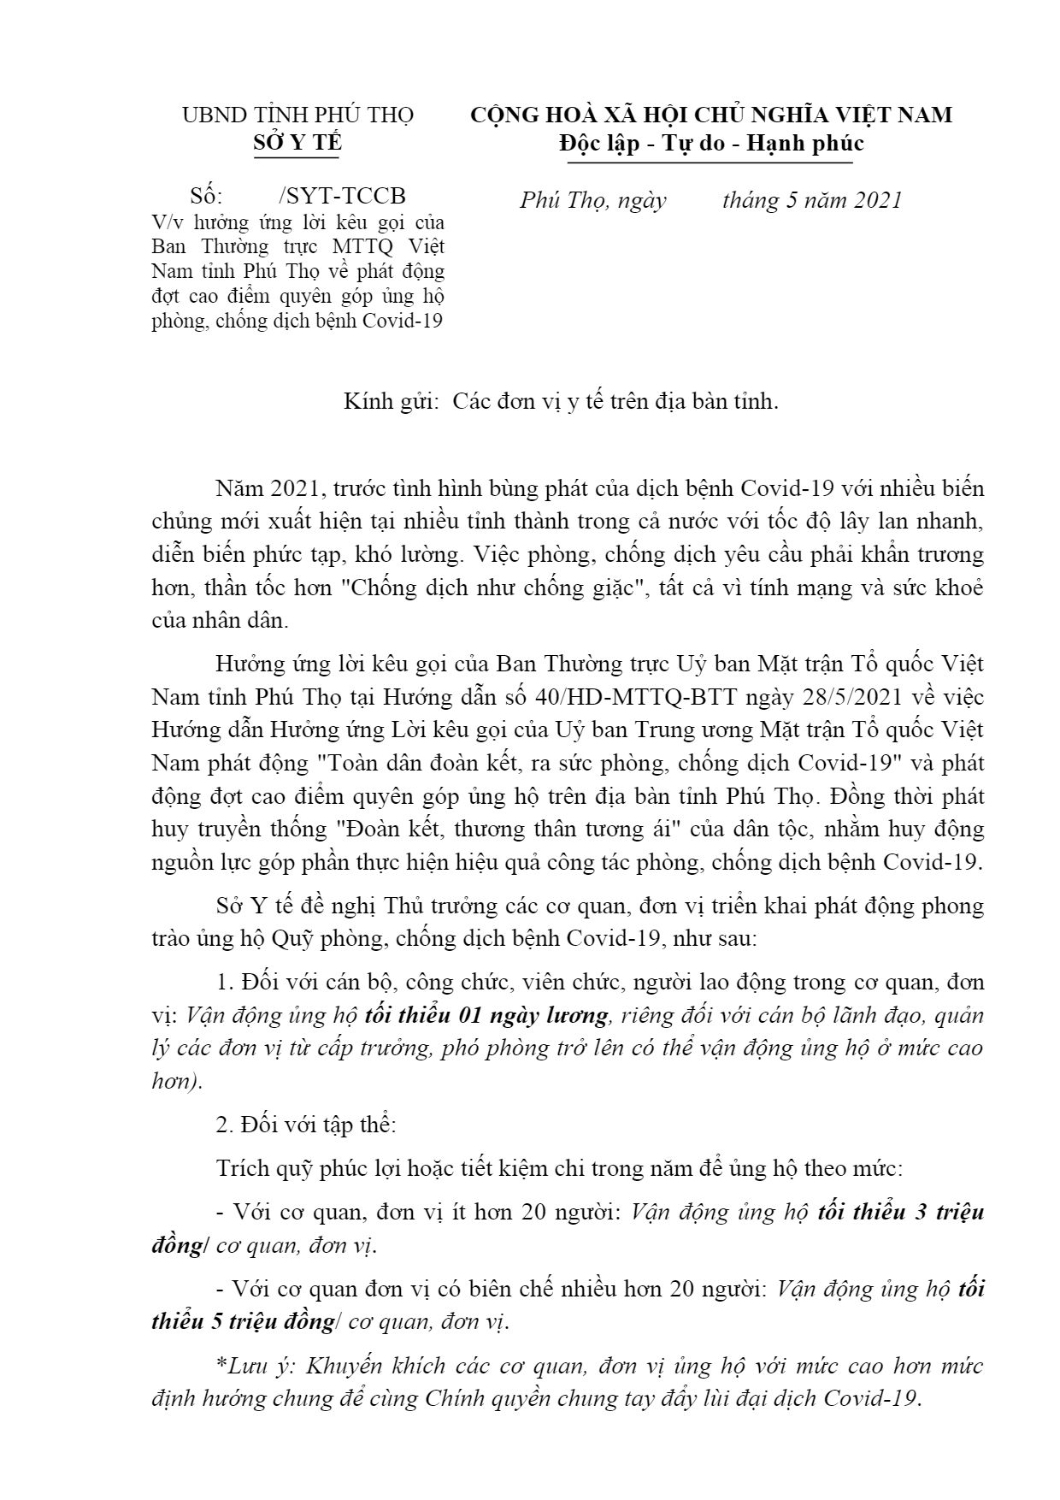 UBND TỈNH PHÚ THỌ
SỞ Y TẾ
CỘNG HOÀ XÃ HỘI CHỦ NGHĨA VIỆT NAM
Độc lập - Tự do - Hạnh phúc
Số: /SYT-TCCB
V/v hưởng ứng lời kêu gọi của
Ban Thường trực MTTQ Việt
Nam tỉnh Phú Thọ về phát động
đợt cao điểm quyên góp ủng hộ
phòng, chống dịch bệnh Covid-19
Phú Thọ, ngày tháng 5 năm 2021
Kính gửi: Các đơn vị y tế trên địa bàn tỉnh.
Năm 2021, trước tình hình bùng phát của dịch bệnh Covid-19 với nhiều biến
chủng mới xuất hiện tại nhiều tỉnh thành trong cả nước với tốc độ lây lan nhanh,
diễn biến phức tạp, khó lường. Việc phòng, chống dịch yêu cầu phải khẩn trương
hơn, thần tốc hơn "Chống dịch như chống giặc", tất cả vì tính mạng và sức khoẻ
của nhân dân.
Hưởng ứng lời kêu gọi của Ban Thường trực Uỷ ban Mặt trận Tổ quốc Việt
Nam tỉnh Phú Thọ tại Hướng dẫn số 40/HD-MTTQ-BTT ngày 28/5/2021 về việc
Hướng dẫn Hưởng ứng Lời kêu gọi của Uỷ ban Trung ương Mặt trận Tổ quốc Việt
Nam phát động "Toàn dân đoàn kết, ra sức phòng, chống dịch Covid-19" và phát
động đợt cao điểm quyên góp ủng hộ trên địa bàn tỉnh Phú Thọ. Đồng thời phát
huy truyền thống "Đoàn kết, thương thân tương ái" của dân tộc, nhằm huy động
nguồn lực góp phần thực hiện hiệu quả công tác phòng, chống dịch bệnh Covid-19.
Sở Y tế đề nghị Thủ trưởng các cơ quan, đơn vị triển khai phát động phong
trào ủng hộ Quỹ phòng, chống dịch bệnh Covid-19, như sau:
1. Đối với cán bộ, công chức, viên chức, người lao động trong cơ quan, đơn
vị: Vận động ủng hộ tối thiểu 01 ngày lương, riêng đối với cán bộ lãnh đạo, quản
lý các đơn vị từ cấp trưởng, phó phòng trở lên có thể vận động ủng hộ ở mức cao
hơn).
2. Đối với tập thể:
Trích quỹ phúc lợi hoặc tiết kiệm chi trong năm để ủng hộ theo mức:
- Với cơ quan, đơn vị ít hơn 20 người: Vận động ủng hộ tối thiểu 3 triệu
đồng/ cơ quan, đơn vị.
- Với cơ quan đơn vị có biên chế nhiều hơn 20 người: Vận động ủng hộ tối
thiểu 5 triệu đồng/ cơ quan, đơn vị.
*Lưu ý: Khuyến khích các cơ quan, đơn vị ủng hộ với mức cao hơn mức
định hướng chung để cùng Chính quyền chung tay đẩy lùi đại dịch Covid-19.